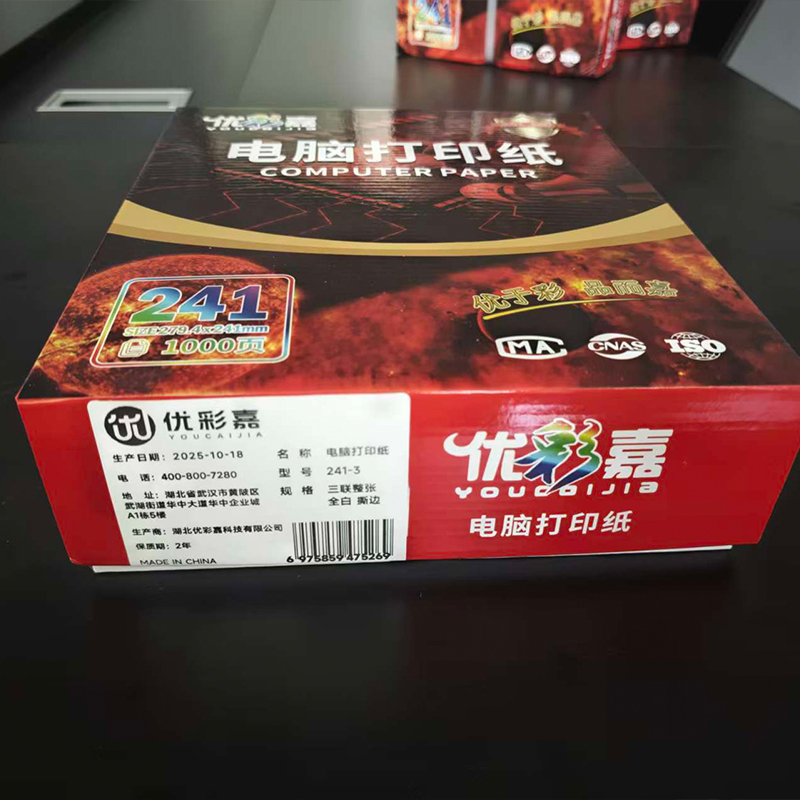 241
优彩嘉
YOUCAIJIA
电脑打印纸
COMPUTER PAPER
241
SIZE279.4x241mm
1000页
优于彩 品而嘉
MA
CNAS
ISO
优彩嘉
YOUCAIJIA
生产日期：2025-10-18
电 话：400-800-7280
地 址：湖北省武汉市黄陂区
武湖街道华中大道华中企业城
A1栋5楼
生产商：湖北优彩嘉科技有限公司
保质期：2年
MADE IN CHINA
名 称 电脑打印纸
型 号 241-3
规 格 三联整张
全白 撕边
6 975859 475269
优彩嘉
YOUCAIJIA
电脑打印纸